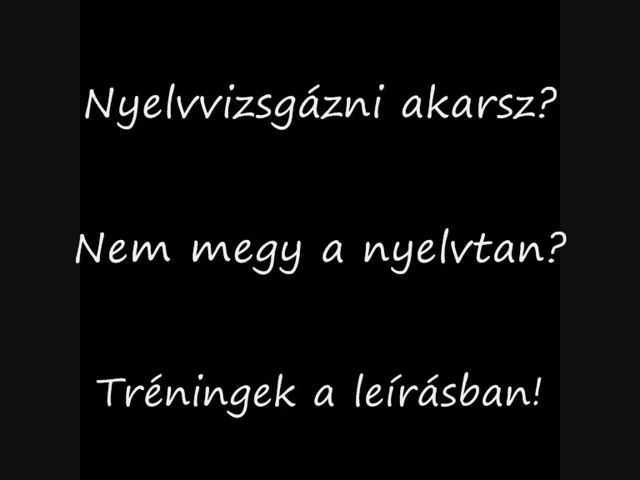 Nyelvvizsgázni akarsz?
Nem megy a nyelvtan?
Tréningek a leírásban!